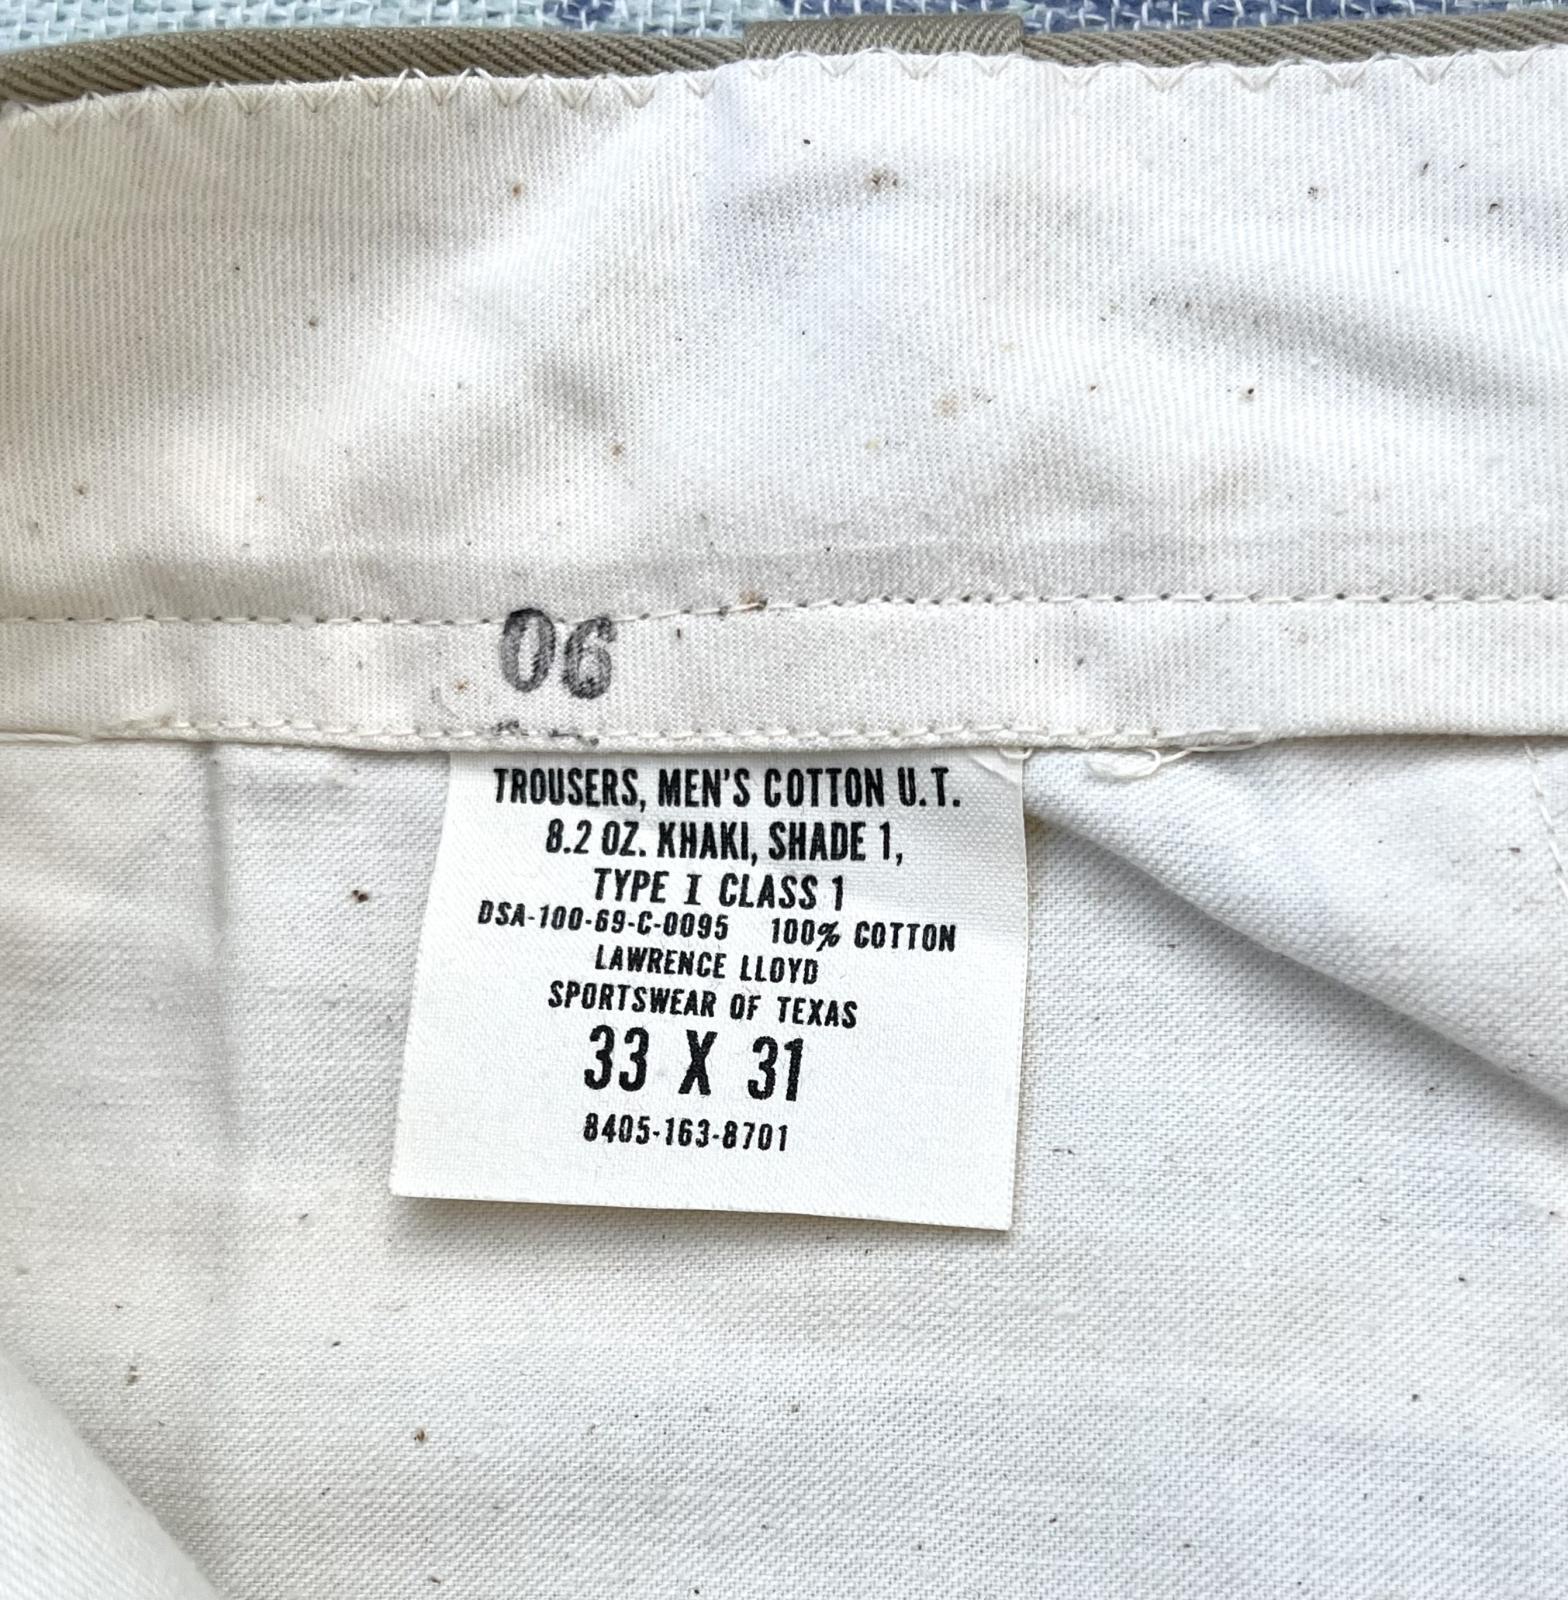 06
TROUSERS, MEN'S COTTON U.T.
8.2 OZ. KHAKI, SHADE 1,
TYPE I CLASS 1
DSA-100-69-C-0095 100% COTTON
LAWRENCE LLOYD
SPORTSWEAR OF TEXAS
33 X 31
8405-163-8701